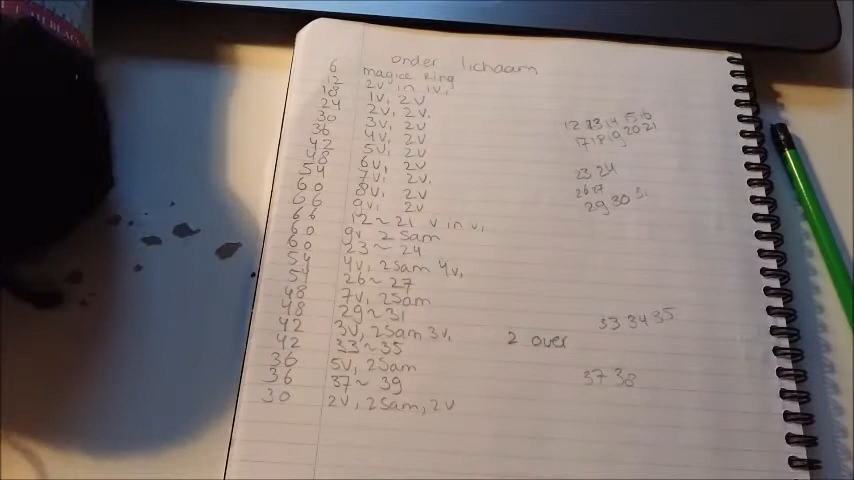 order lichaam
6 magice Ring
12 2v in 1v,
18 1v, 2v
24 2v, 2v.
30 3v, 2v
36 4v, 2v
42 5v, 2v
48 6v, 2v
54 7v, 2v.
60 8v, 2v
66 9v, 2v
66 12~21 v in v,
60 9v 2sam
60 23~24
54 4v, 2sam 4v,
54 26~27
48 7v, 2sam
48 29~31
42 3v, 2sam 3v,
42 33~35
36 5v, 2sam
36 37~39
30 2v, 2sam, 2v
12 13 14 15 16
17 18 19 20 21
23 24
26 27
29 30 31
2 over
33 34 35
37 38